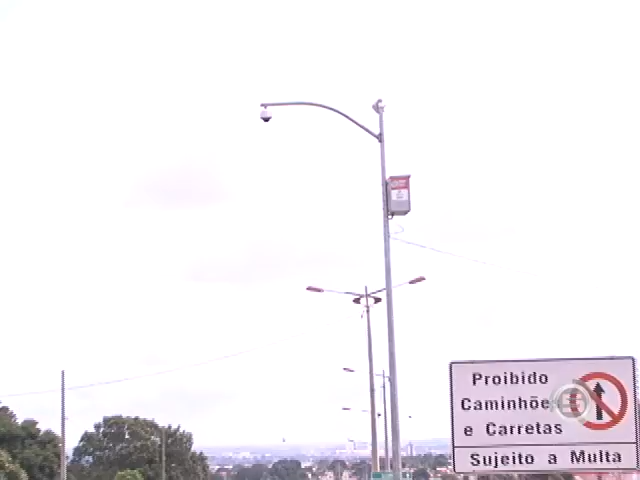 Proibido
Caminhões
e Carretas
Sujeito a Multa